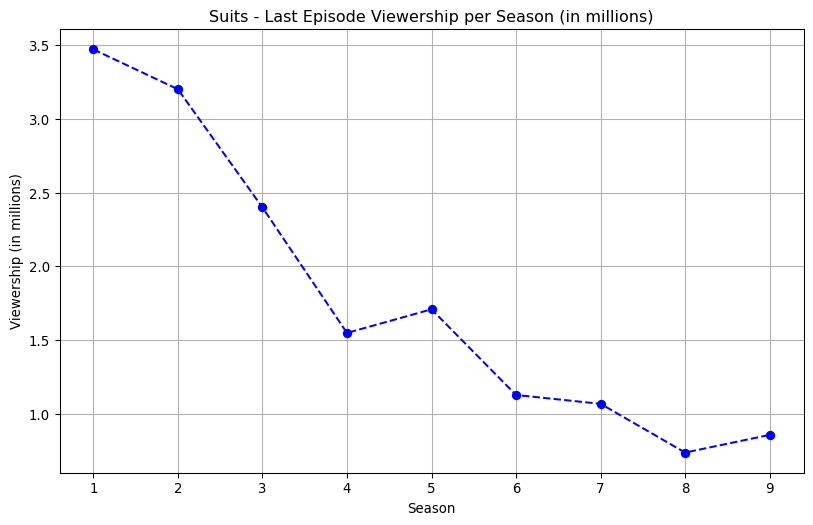 Suits - Last Episode Viewership per Season (in millions)
Viewership (in millions)
3.5
3.0
2.5
2.0
1.5
1.0
1 2 3 4 5 6 7 8 9
Season